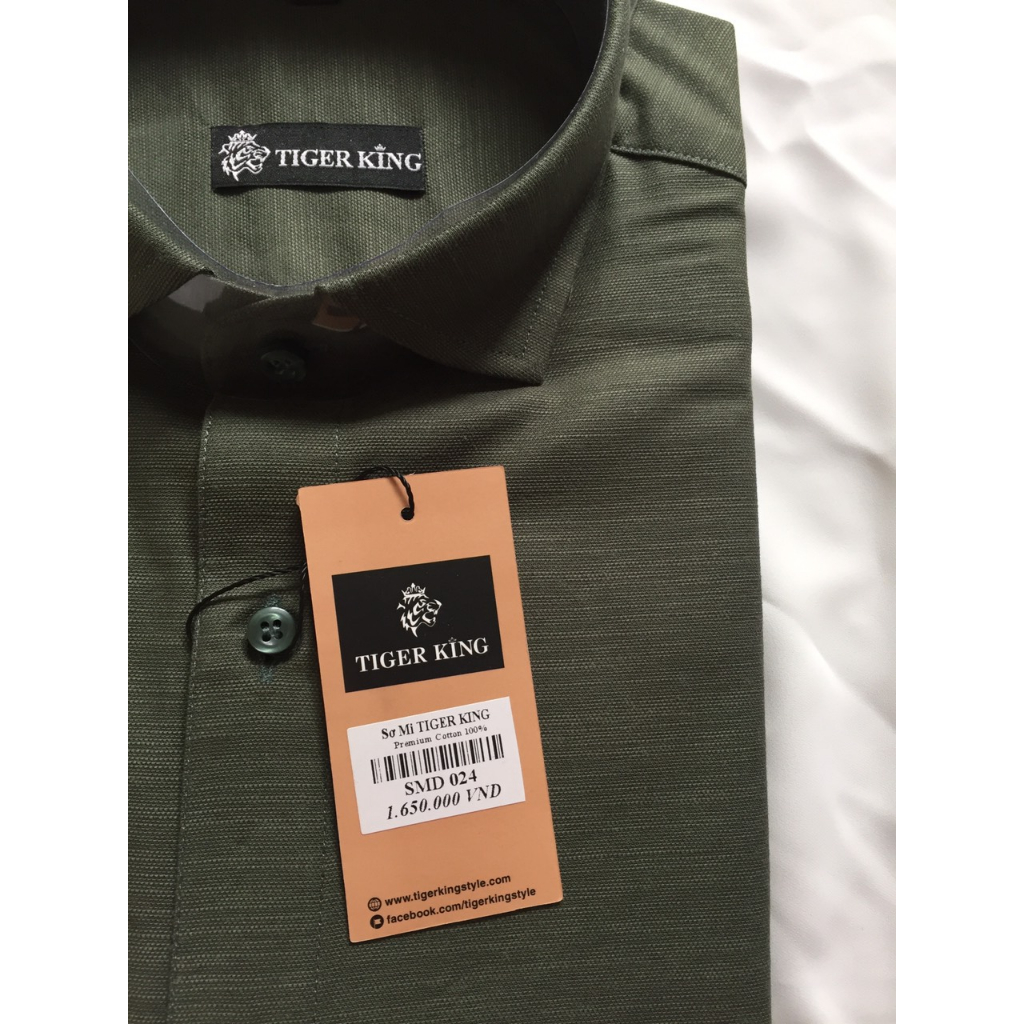 TIGER KING
TIGER KING
Sơ Mi TIGER KING
Premium Cotton 100%
SMD 024
1.650.000 VND
www.tigerkingstyle.com
facebook.com/tigerkingstyle